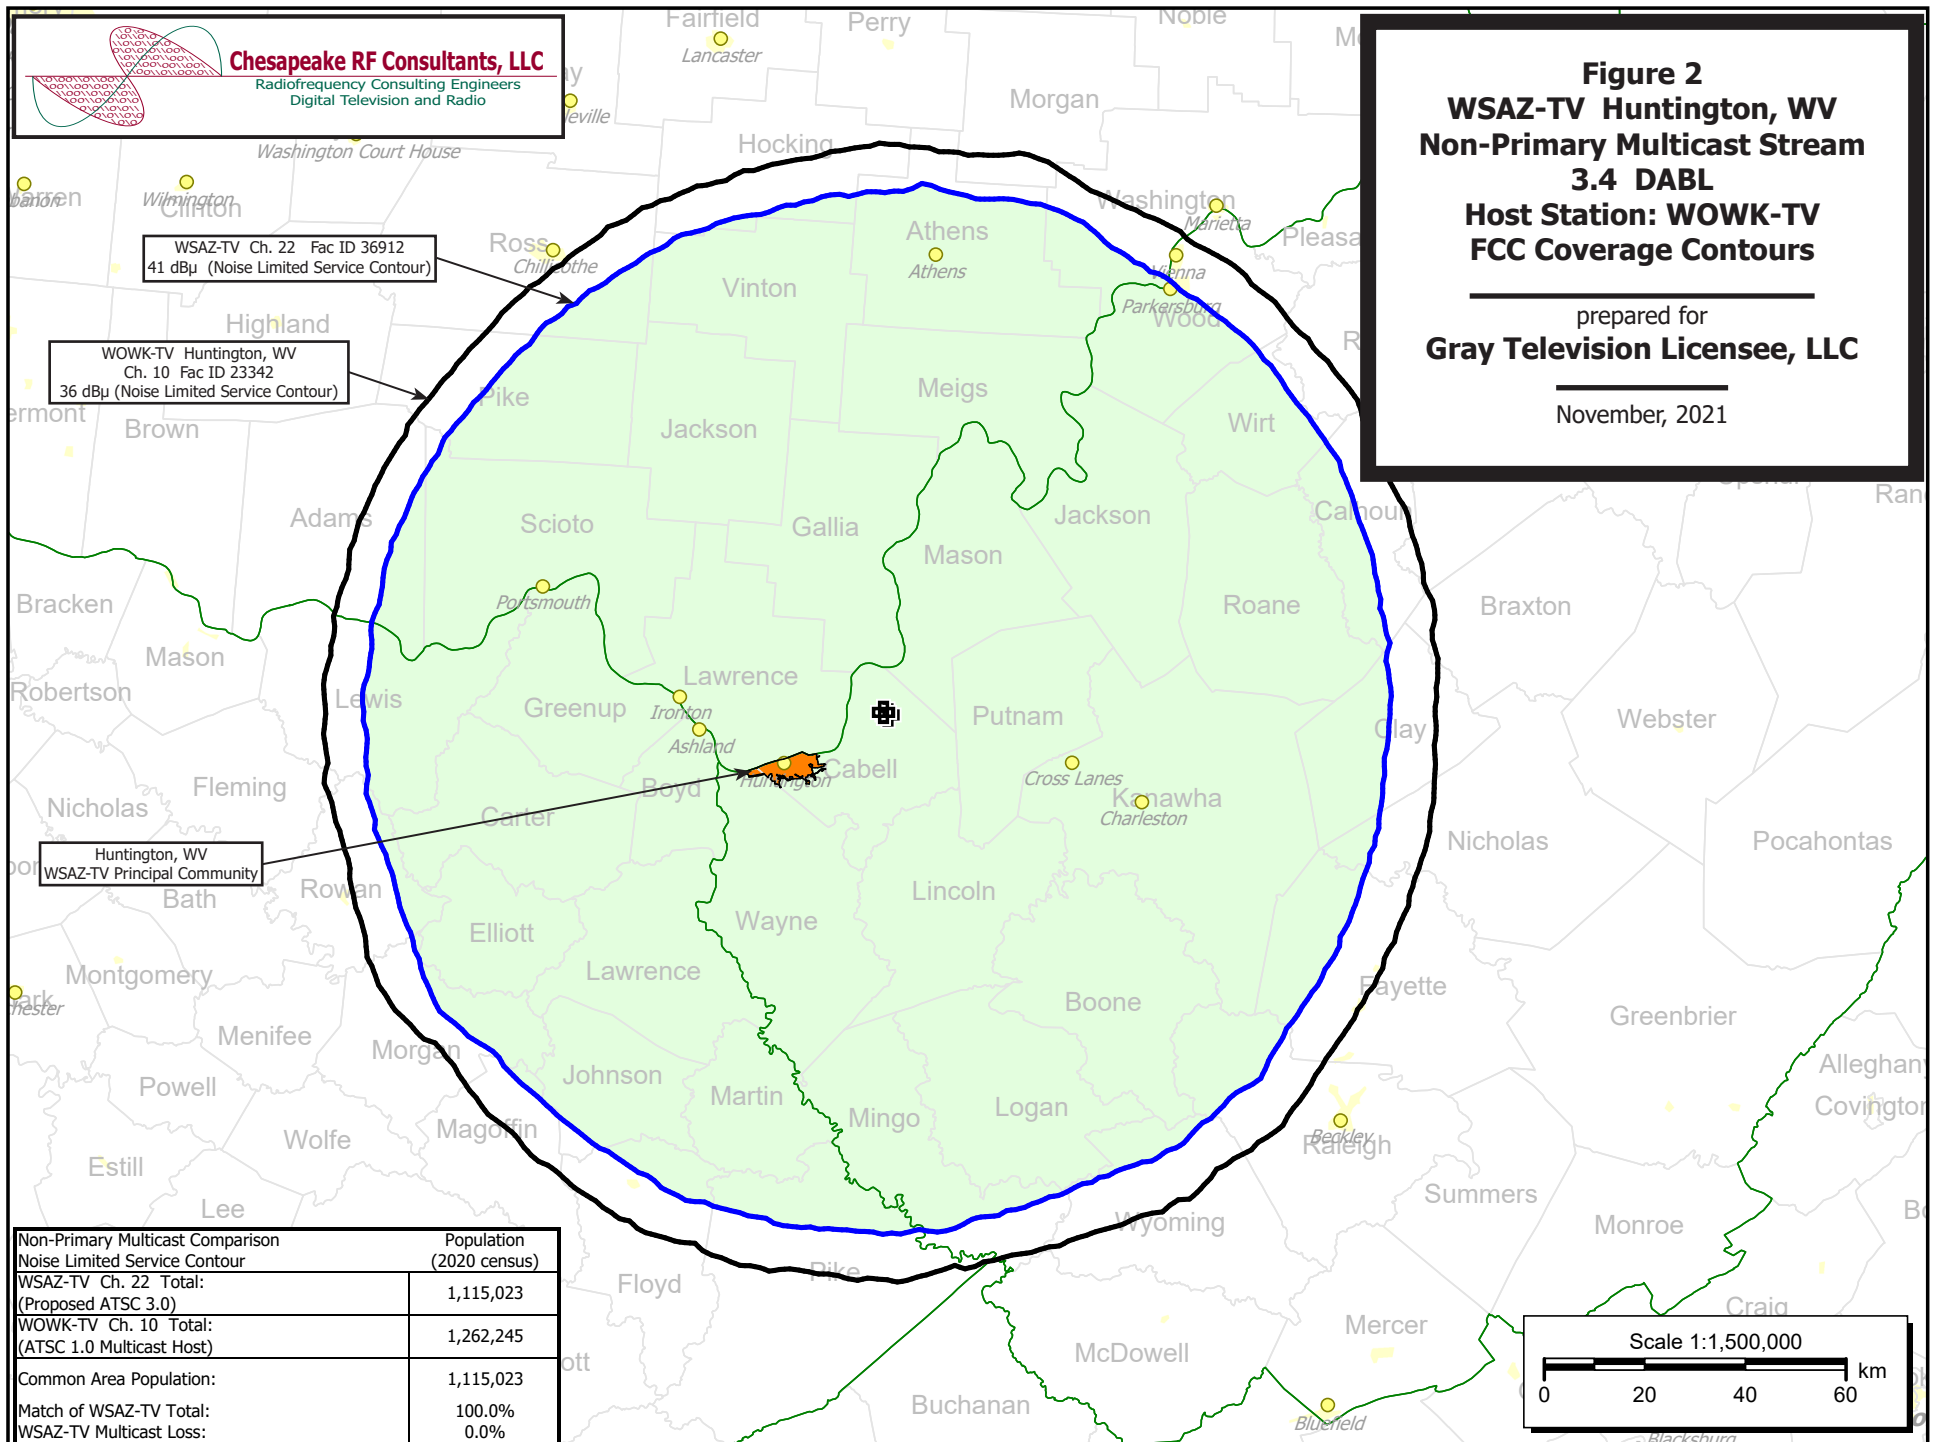 Chesapeake RF Consultants, LLC
Radiofrequency Consulting Engineers
Digital Television and Radio
Figure 2
WSAZ-TV Huntington, WV
Non-Primary Multicast Stream
3.4 DABL
Host Station: WOWK-TV
FCC Coverage Contours
prepared for
Gray Television Licensee, LLC
November, 2021
WSAZ-TV Ch. 22 Fac ID 36912
41 dBµ (Noise Limited Service Contour)
WOWK-TV Huntington, WV
Ch. 10 Fac ID 23342
36 dBµ (Noise Limited Service Contour)
Huntington, WV
WSAZ-TV Principal Community
Fairfield
Lancaster
Perry
Noble
Morgan
Hocking
Washington Court House
Wilmington
Clinton
Ross
Chillicothe
Athens
Athens
Washington
Marietta
Vienna
Parkersburg
Wood
Vinton
Highland
Pike
Brown
Jackson
Meigs
Wirt
Adams
Scioto
Gallia
Jackson
Calhoun
Mason
Portsmouth
Roane
Braxton
Bracken
Mason
Robertson
Lewis
Greenup
Lawrence
Ironton
Ashland
Putnam
Clay
Webster
Huntington
Cabell
Cross Lanes
Kanawha
Charleston
Boyd
Carter
Fleming
Nicholas
Nicholas
Pocahontas
Bath
Rowan
Lincoln
Wayne
Elliott
Lawrence
Montgomery
Boone
Fayette
Greenbrier
Menifee
Morgan
Johnson
Powell
Martin
Mingo
Logan
Alleghany
Covington
Wolfe
Magoffin
Beckley
Raleigh
Estill
Lee
Summers
Wyoming
Monroe
Floyd
Pike
Craig
McDowell
Mercer
Buchanan
Bluefield
Blacksburg
Non-Primary Multicast Comparison Population
Noise Limited Service Contour (2020 census)
WSAZ-TV Ch. 22 Total:
(Proposed ATSC 3.0) 1,115,023
WOWK-TV Ch. 10 Total:
(ATSC 1.0 Multicast Host) 1,262,245
Common Area Population: 1,115,023
Match of WSAZ-TV Total: 100.0%
WSAZ-TV Multicast Loss: 0.0%
Scale 1:1,500,000
km
0 20 40 60